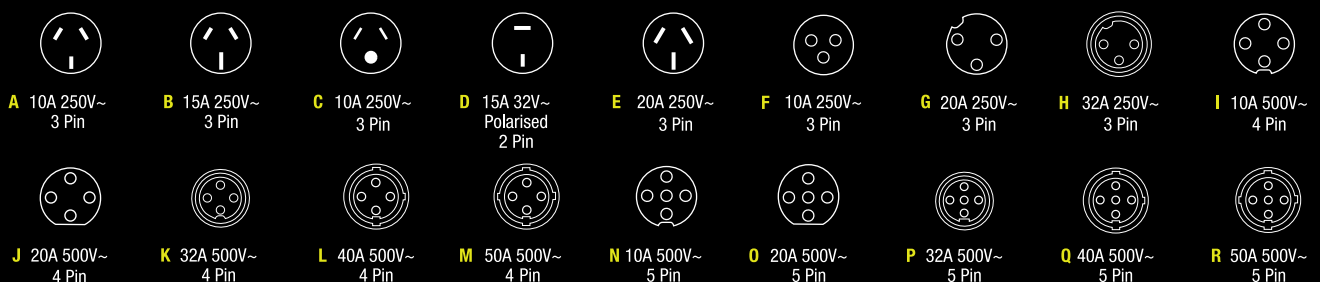 A 10A 250V~
3 Pin
B 15A 250V~
3 Pin
C 10A 250V~
3 Pin
D 15A 32V~
Polarised
2 Pin
E 20A 250V~
3 Pin
F 10A 250V~
3 Pin
G 20A 250V~
3 Pin
H 32A 250V~
3 Pin
I 10A 500V~
4 Pin
J 20A 500V~
4 Pin
K 32A 500V~
4 Pin
L 40A 500V~
4 Pin
M 50A 500V~
4 Pin
N 10A 500V~
5 Pin
O 20A 500V~
5 Pin
P 32A 500V~
5 Pin
Q 40A 500V~
5 Pin
R 50A 500V~
5 Pin